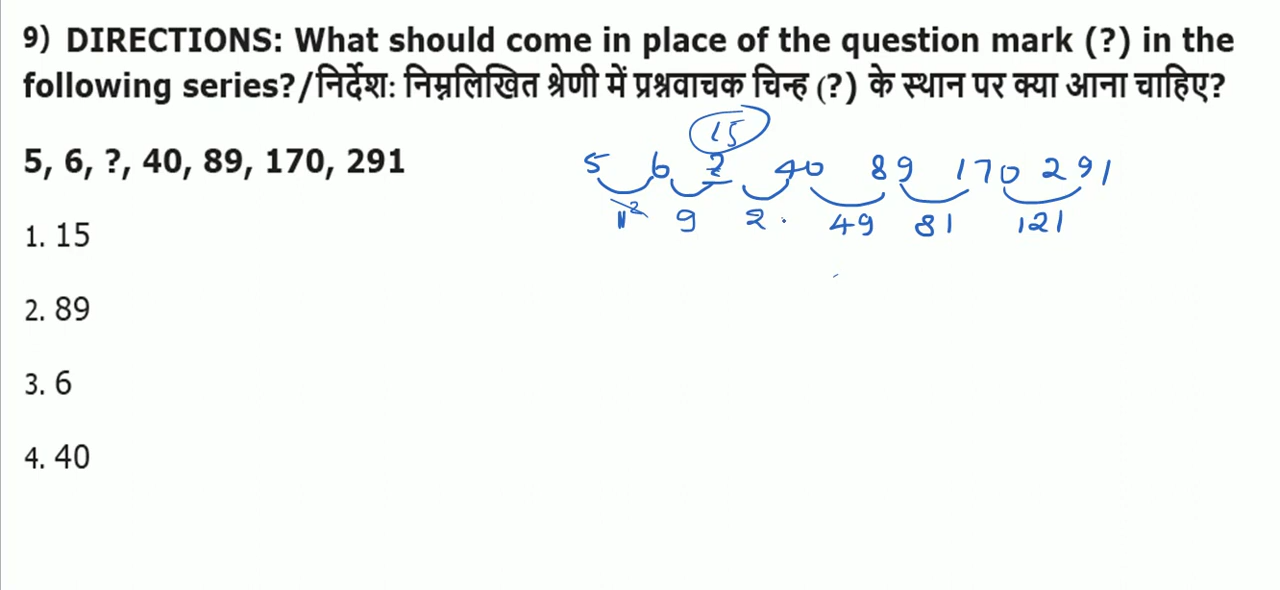 9) DIRECTIONS: What should come in place of the question mark (?) in the
following series?/निर्देश: निम्नलिखित श्रेणी में प्रश्नवाचक चिन्ह (?) के स्थान पर क्या आना चाहिए?
15
5, 6, ?, 40, 89, 170, 291
5 6 ? 40 89 170 291
1² 9 2. 49 81 121
1. 15
2. 89
3. 6
4. 40